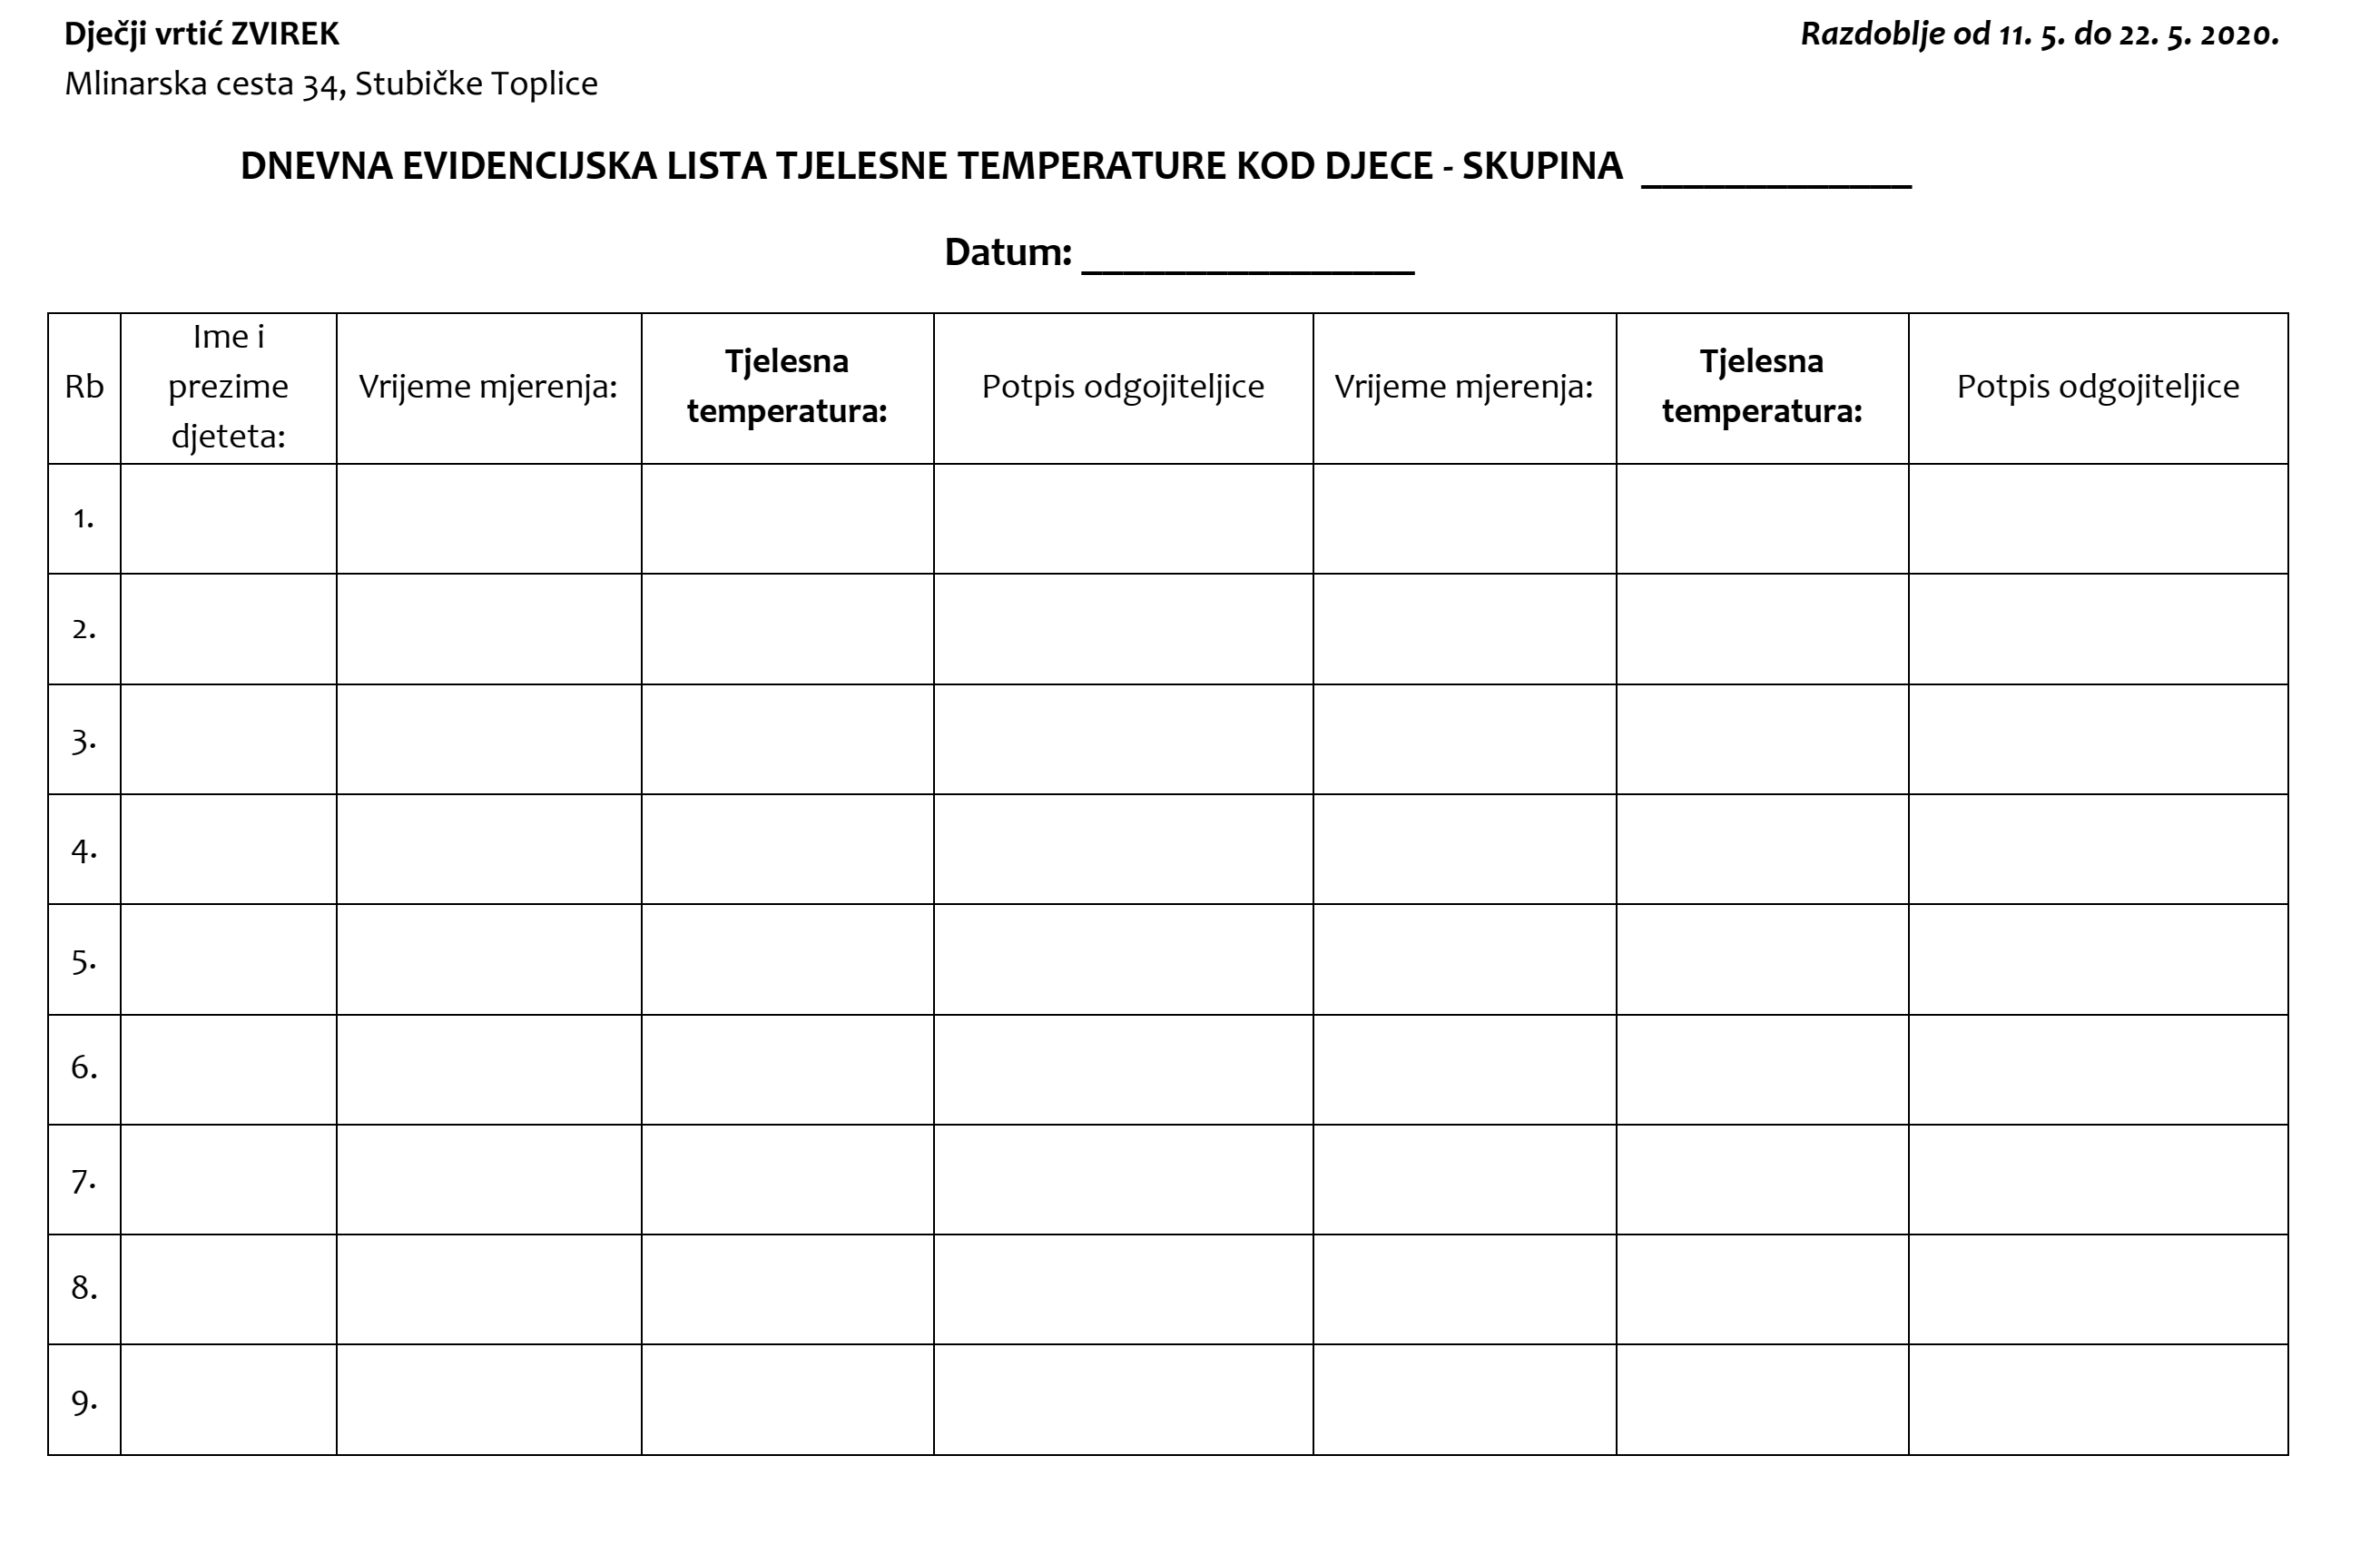 Dječji vrtić ZVIREK
Razdoblje od 11. 5. do 22. 5. 2020.
Mlinarska cesta 34, Stubičke Toplice
DNEVNA EVIDENCIJSKA LISTA TJELESNE TEMPERATURE KOD DJECE - SKUPINA _____________
Datum: ________________
Rb
Ime i
prezime
djeteta:
Vrijeme mjerenja:
Tjelesna
temperatura:
Potpis odgojiteljice
Vrijeme mjerenja:
Tjelesna
temperatura:
Potpis odgojiteljice
1.
2.
3.
4.
5.
6.
7.
8.
9.